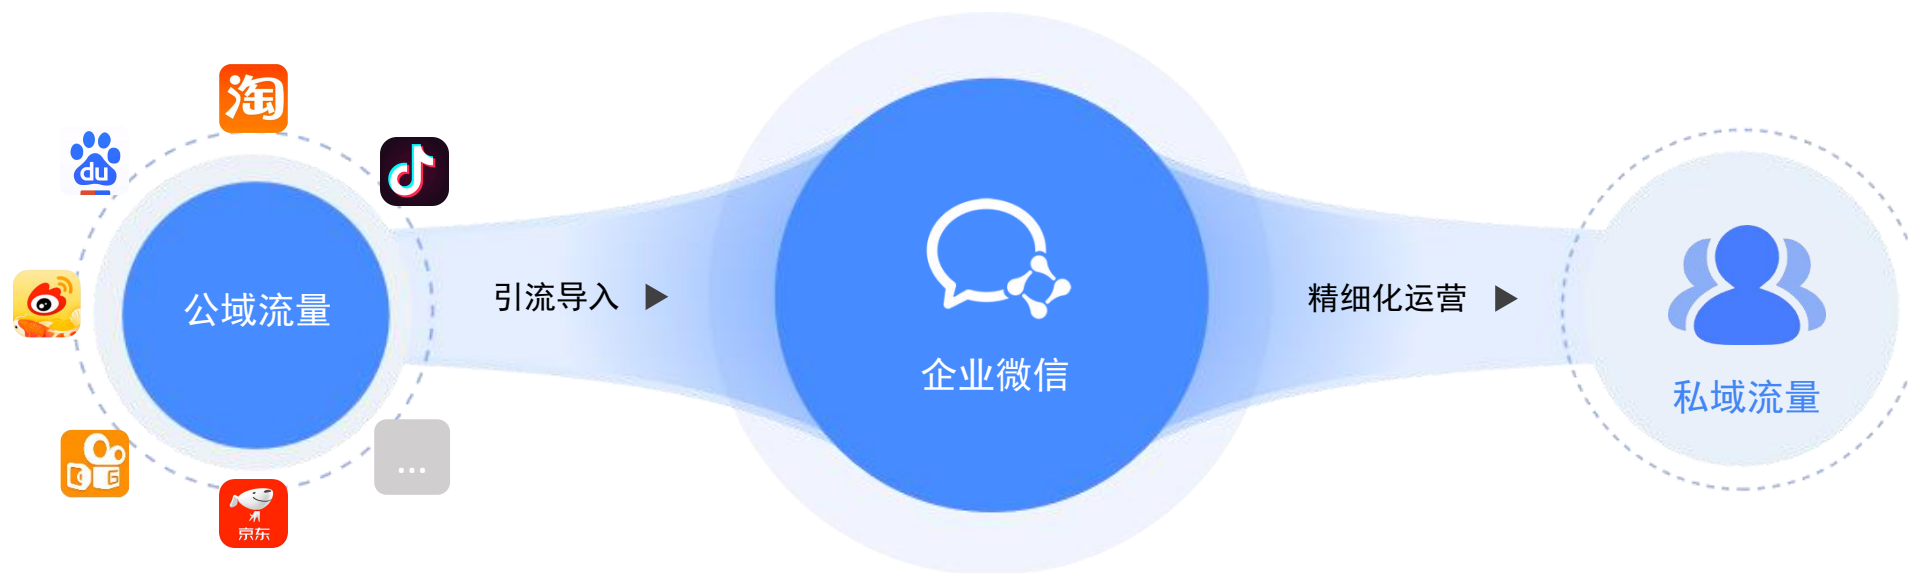 淘
du
公域流量
京东
...
引流导入
企业微信
精细化运营
私域流量